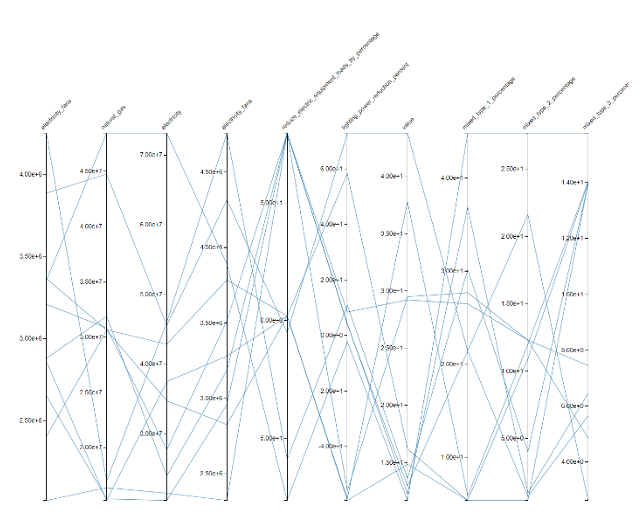 electricity_fans
natural_gas
electricity
electricity_fans
reduce_electric_equipment_loads_by_percentage
lighting_power_reduction_percent
value
mixed_type_1_percentage
mixed_type_2_percentage
mixed_type_3_percent
4.00e+6
3.50e+6
3.00e+6
2.50e+6
4.50e+7
4.00e+7
3.50e+7
3.00e+7
2.50e+7
2.00e+7
7.00e+7
6.00e+7
5.00e+7
4.00e+7
3.00e+7
4.50e+6
4.00e+6
3.50e+6
3.00e+6
2.50e+6
5.00e+1
0.00e+0
5.00e+1
6.00e+1
4.00e+1
2.00e+1
0.00e+0
2.00e+1
-4.00e+1
4.00e+1
3.50e+1
3.00e+1
2.50e+1
2.00e+1
1.50e+1
4.00e+1
3.00e+1
2.00e+1
1.00e+1
2.50e+1
2.00e+1
1.50e+1
1.00e+1
5.00e+0
1.40e+1
1.20e+1
1.00e+1
8.00e+0
6.00e+0
4.00e+0